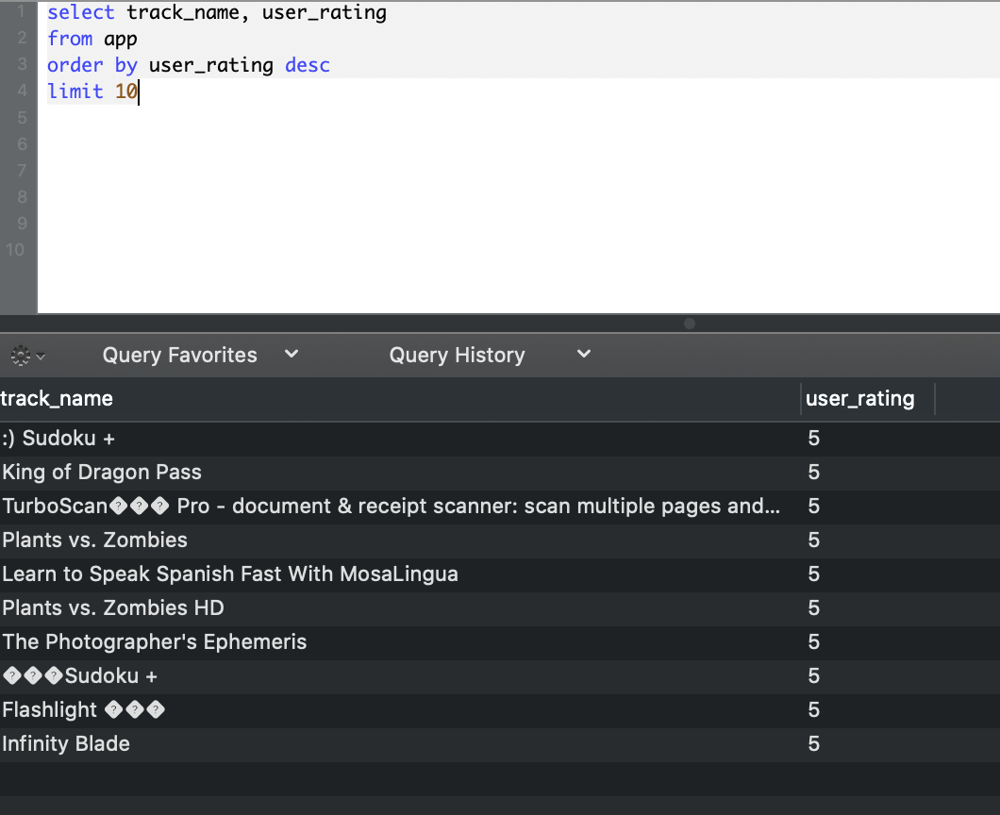 1 select track_name, user_rating
2 from app
3 order by user_rating desc
4 limit 10
5
6
7
8
9
10
Query Favorites Query History
track_name user_rating
:) Sudoku + 5
King of Dragon Pass 5
TurboScan��� Pro - document & receipt scanner: scan multiple pages and... 5
Plants vs. Zombies 5
Learn to Speak Spanish Fast With MosaLingua 5
Plants vs. Zombies HD 5
The Photographer's Ephemeris 5
���Sudoku + 5
Flashlight ��� 5
Infinity Blade 5